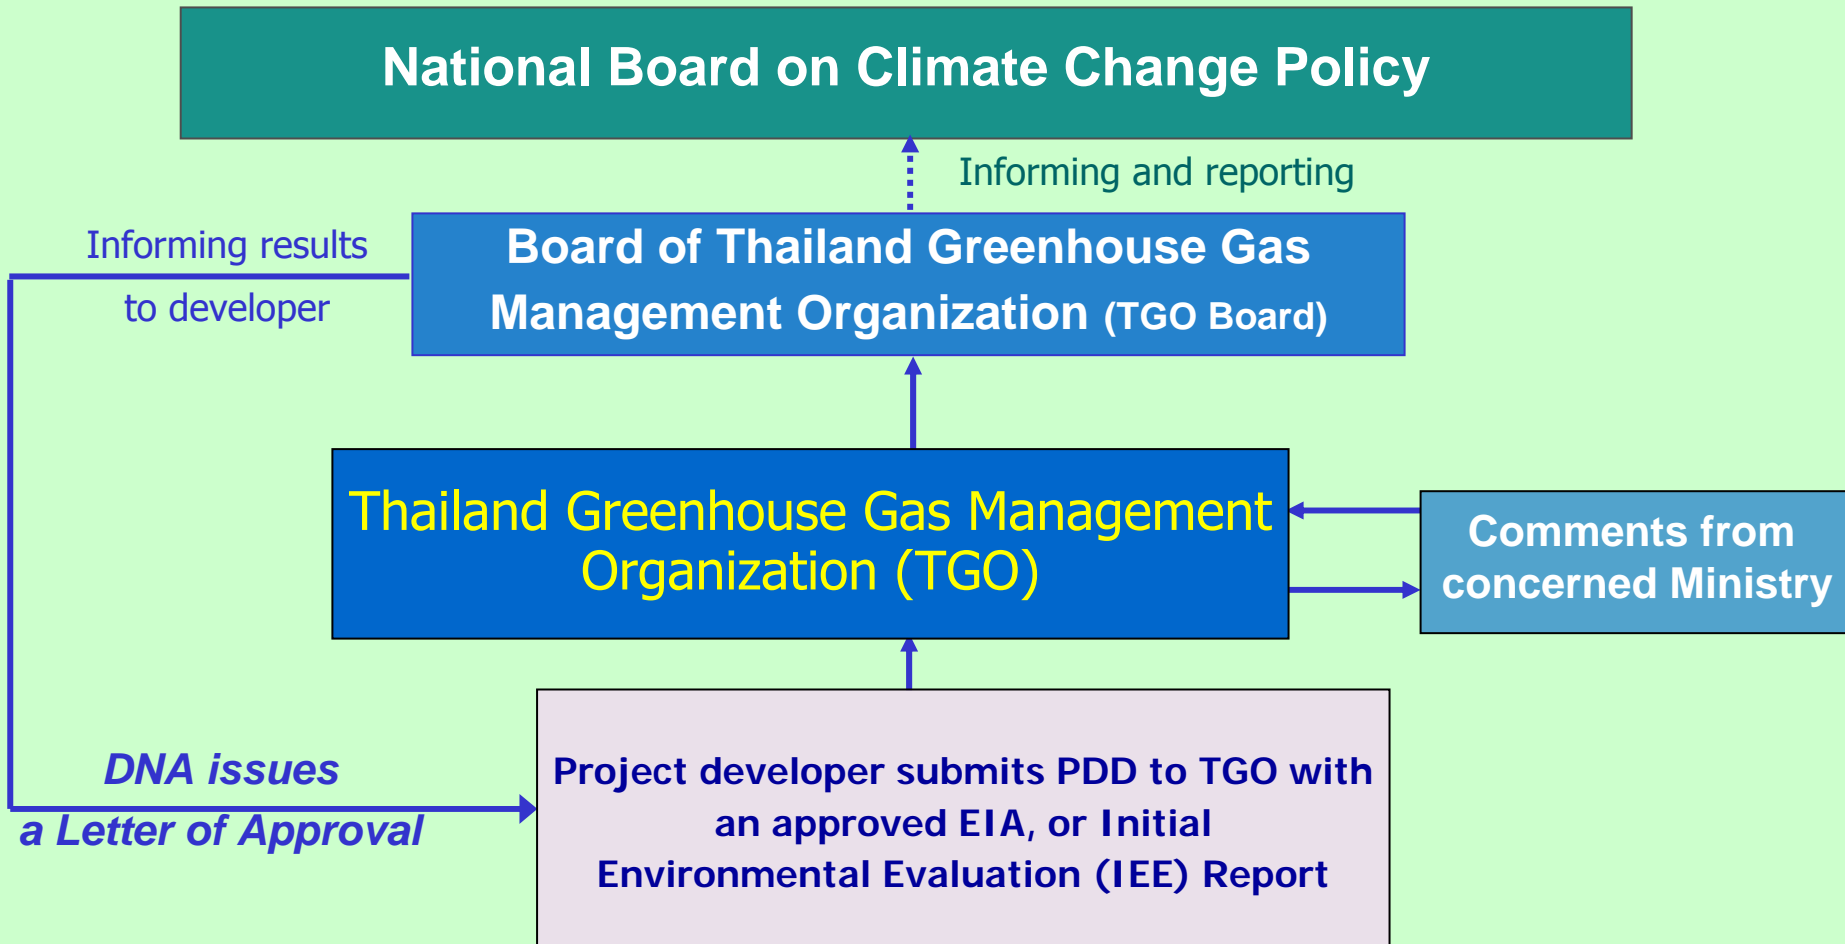 National Board on Climate Change Policy
Informing and reporting
Informing results
to developer
Board of Thailand Greenhouse Gas
Management Organization (TGO Board)
Thailand Greenhouse Gas Management
Organization (TGO)
Comments from
concerned Ministry
DNA issues
a Letter of Approval
Project developer submits PDD to TGO with
an approved EIA, or Initial
Environmental Evaluation (IEE) Report